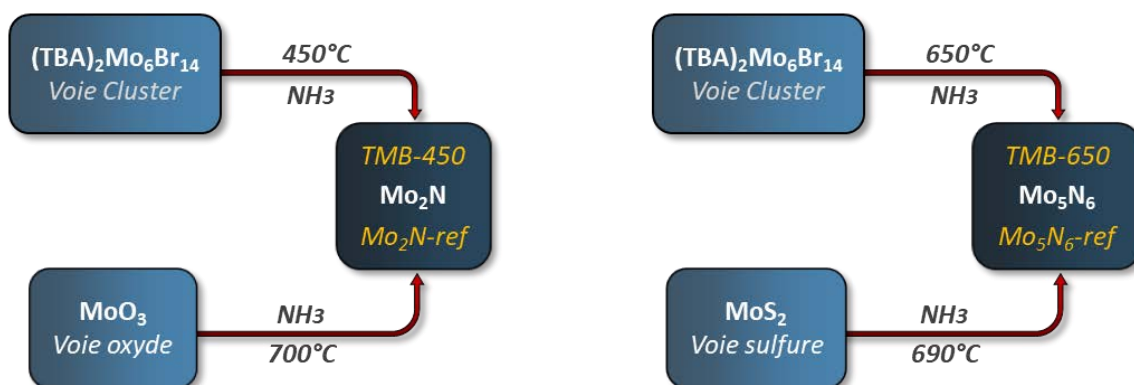 (TBA)₂Mo₆Br₁₄
Voie Cluster
450°C
NH3
TMB-450
Mo₂N
Mo₂N-ref
MoO₃
Voie oxyde
NH3
700°C
(TBA)₂Mo₆Br₁₄
Voie Cluster
650°C
NH3
TMB-650
Mo₅N₆
Mo₅N₆-ref
MoS₂
Voie sulfure
NH3
690°C